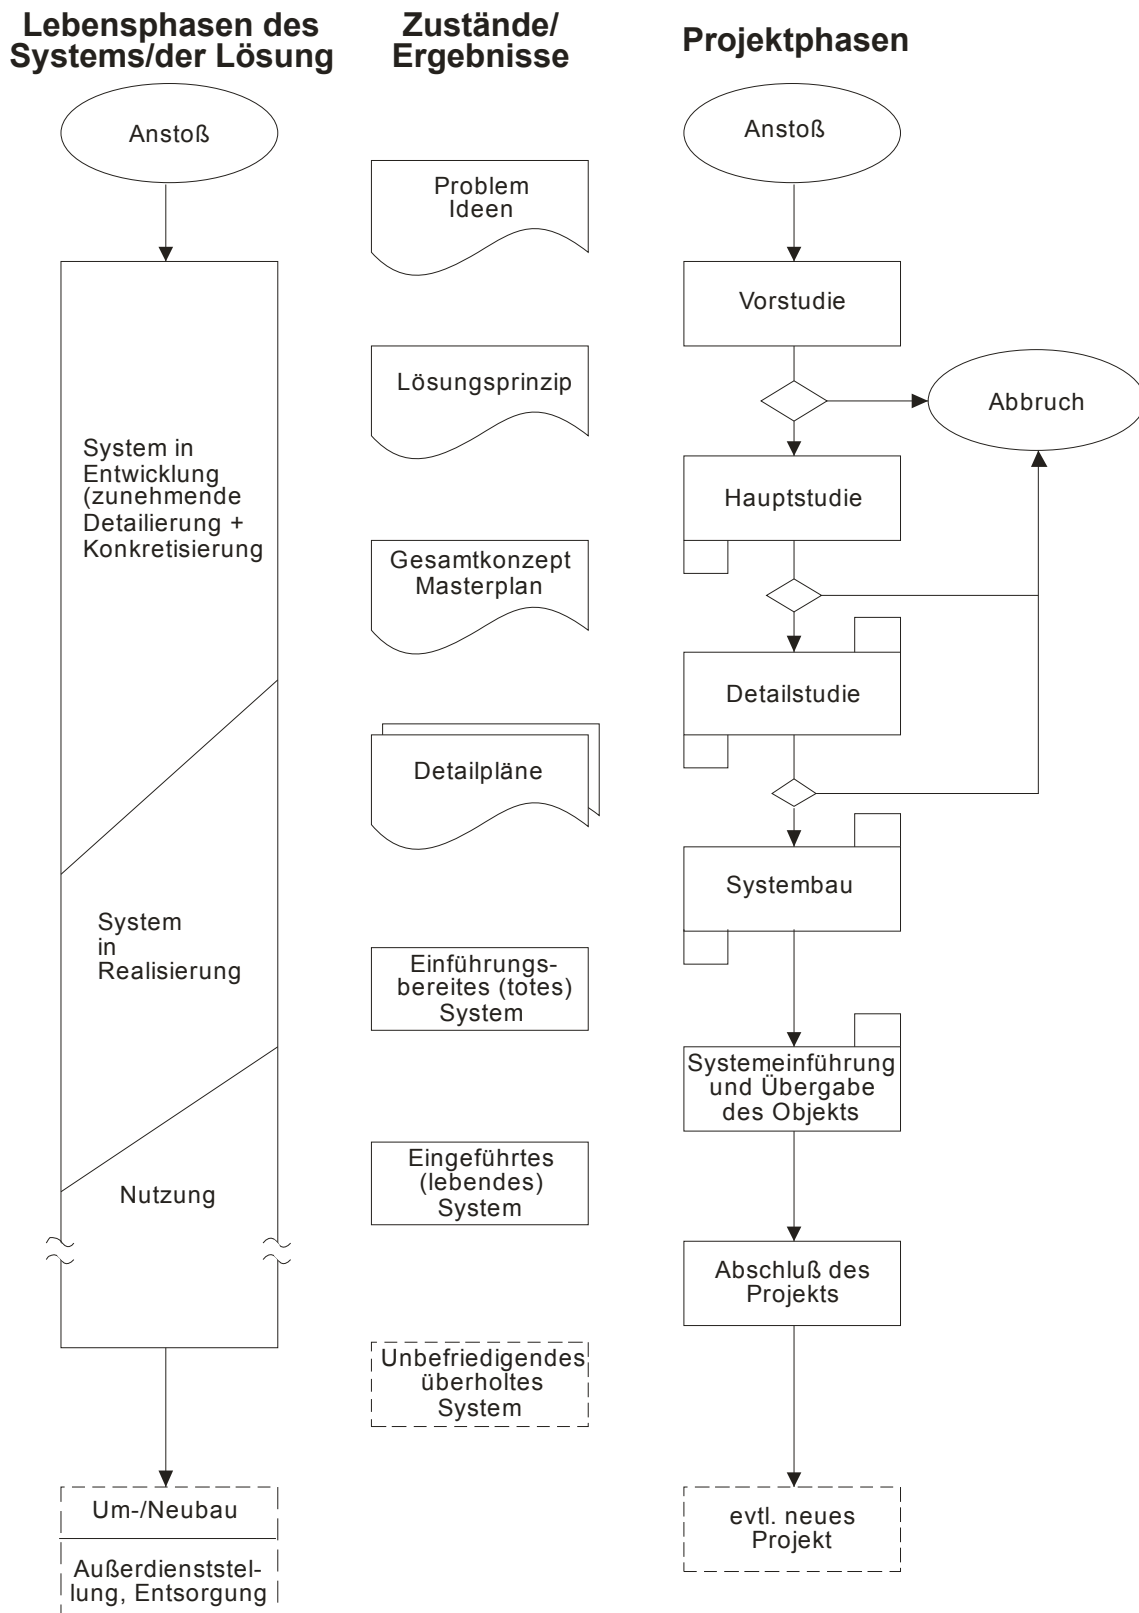 Lebensphasen des
Systems/der Lösung
Anstoß
System in
Entwicklung
(zunehmende
Detailierung +
Konkretisierung
System
in
Realisierung
Nutzung
Um-/Neubau
Außerdienststel-
lung, Entsorgung
Zustände/
Ergebnisse
Problem
Ideen
Lösungsprinzip
Gesamtkonzept
Masterplan
Detailpläne
Einführungs-
bereites (totes)
System
Eingeführtes
(lebendes)
System
Unbefriedigendes
überholtes
System
Projektphasen
Anstoß
Vorstudie
Abbruch
Hauptstudie
Detailstudie
Systembau
Systemeinführung
und Übergabe
des Objekts
Abschluß des
Projekts
evtl. neues
Projekt